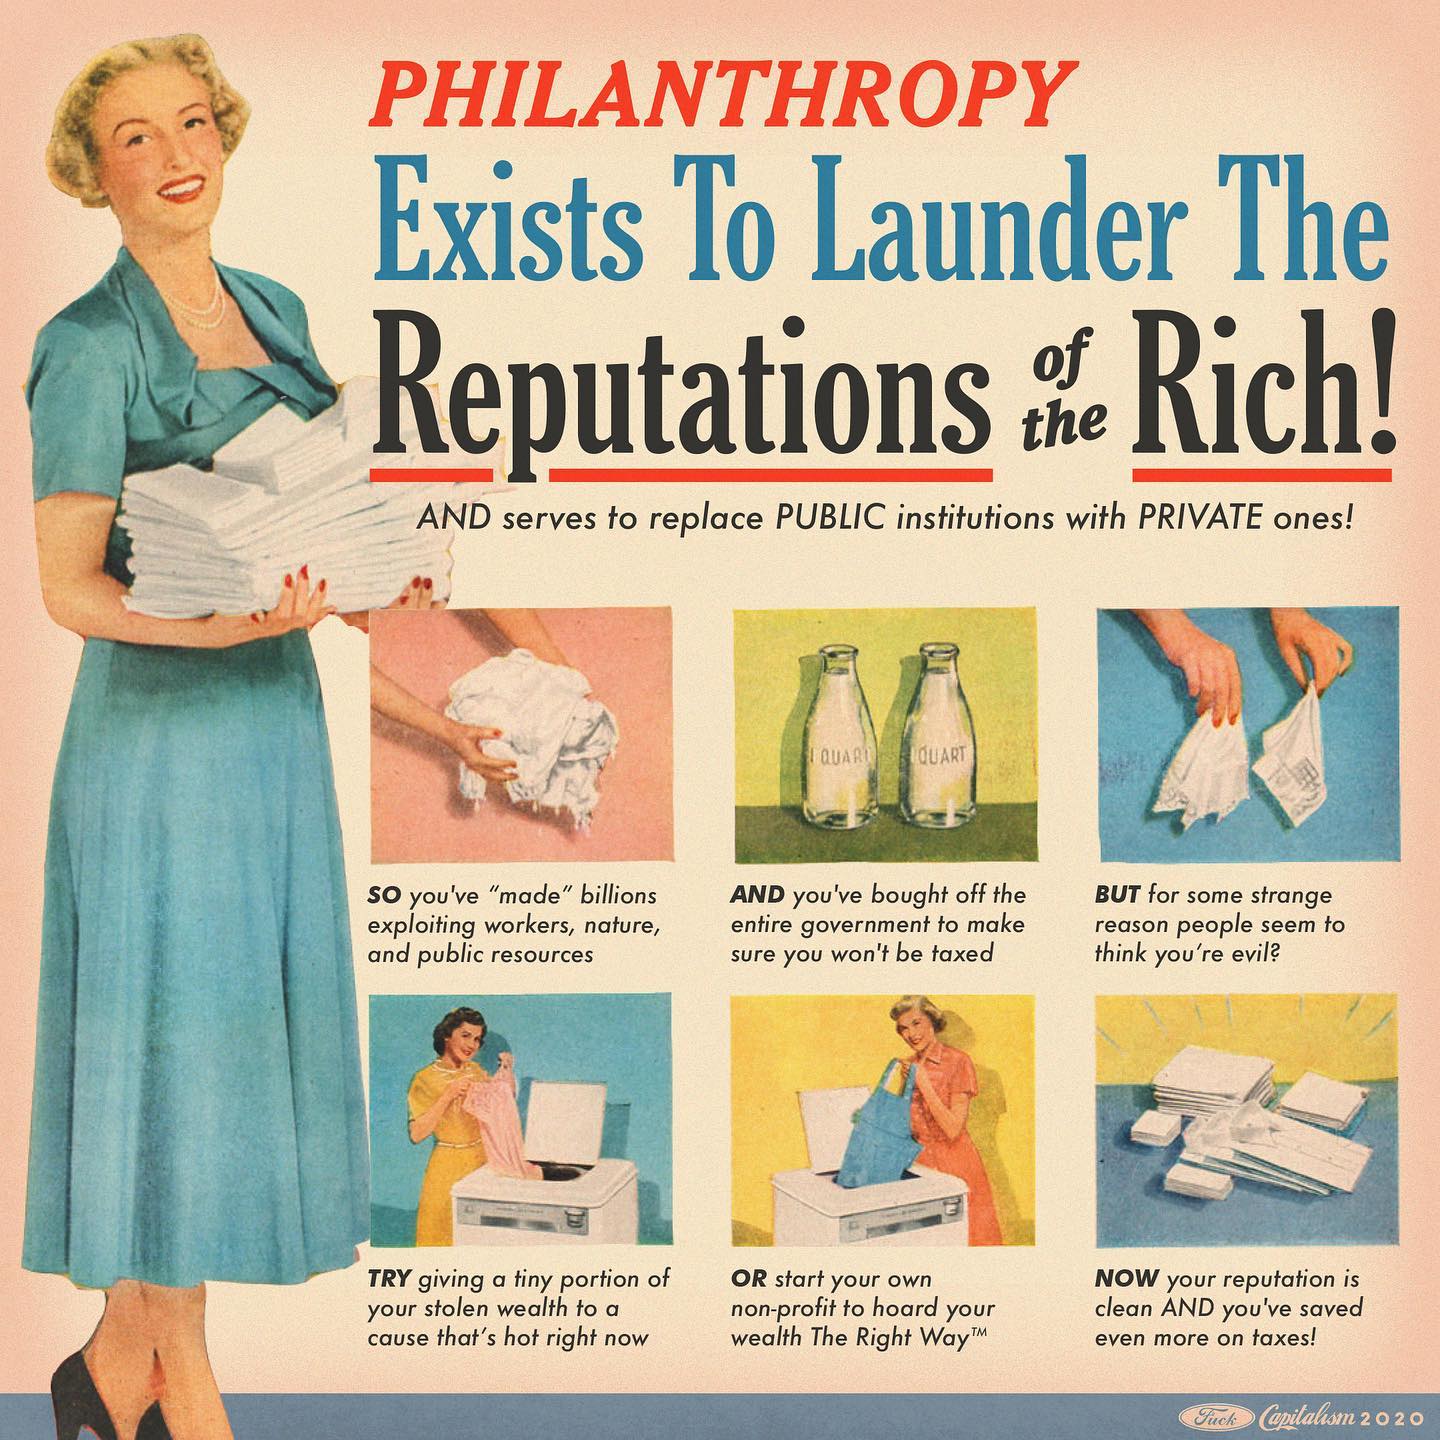 PHILANTHROPY
Exists To Launder The
Reputations of the Rich!
AND serves to replace PUBLIC institutions with PRIVATE ones!
1 QUART
QUART
SO you've “made” billions
exploiting workers, nature,
and public resources
AND you've bought off the
entire government to make
sure you won't be taxed
BUT for some strange
reason people seem to
think you’re evil?
TRY giving a tiny portion of
your stolen wealth to a
cause that’s hot right now
OR start your own
non-profit to hoard your
wealth The Right Way™
NOW your reputation is
clean AND you've saved
even more on taxes!
Fuck Capitalism 2020